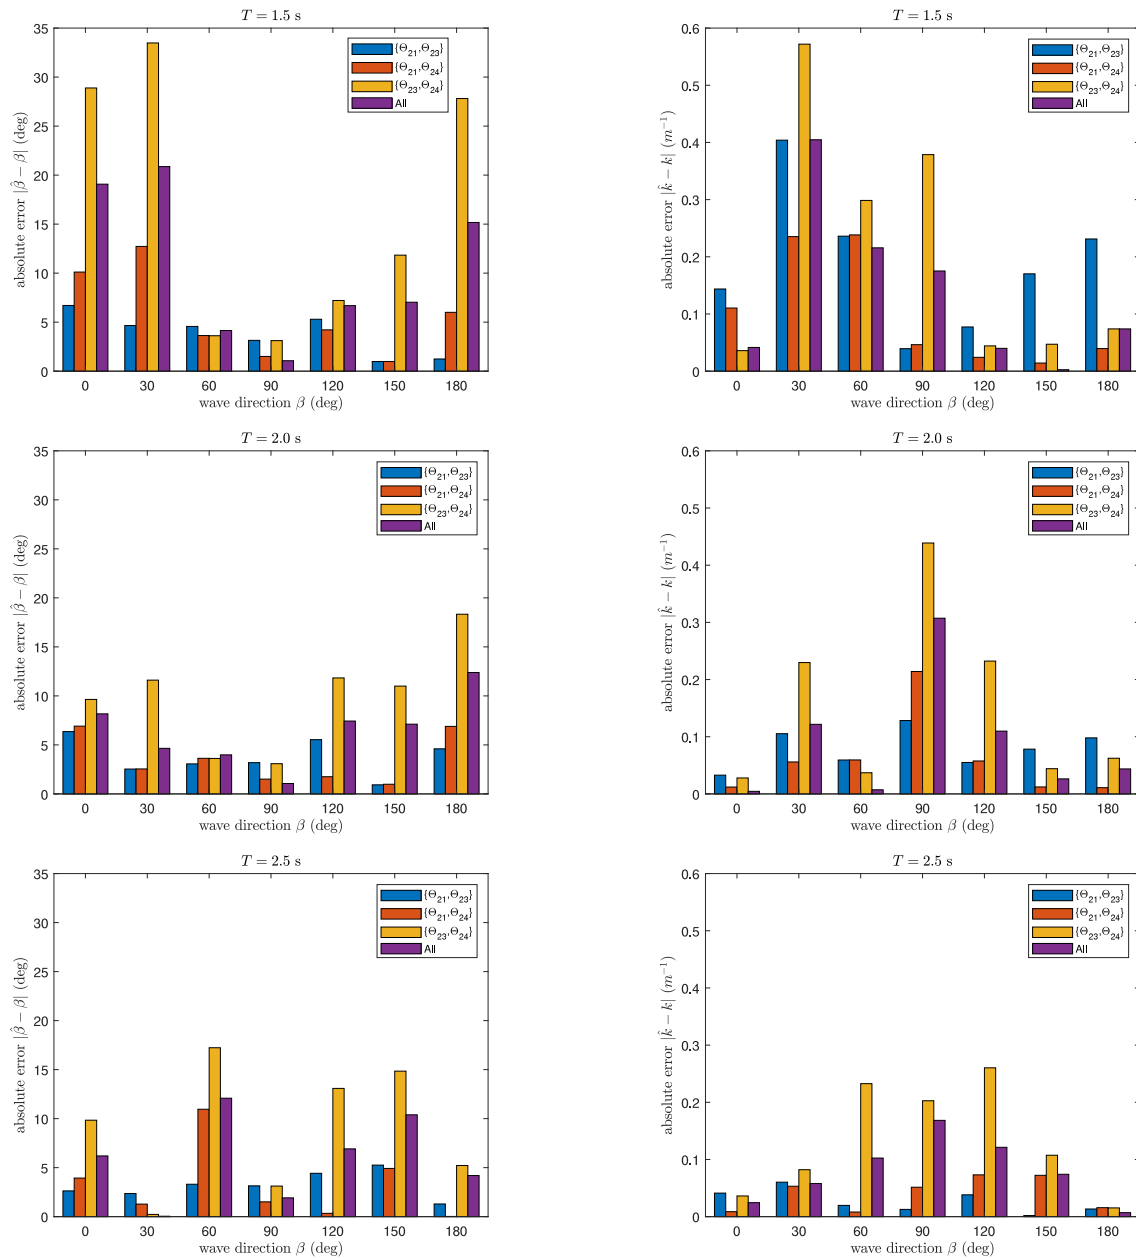 T = 1.5 s
35
30
25
20
15
10
5
0
absolute error |β̂ − β| (deg)
{Θ21,Θ23}
{Θ21,Θ24}
{Θ23,Θ24}
All
0 30 60 90 120 150 180
wave direction β (deg)
T = 1.5 s
0.6
0.5
0.4
0.3
0.2
0.1
0
absolute error |k̂ − k| (m⁻¹)
{Θ21,Θ23}
{Θ21,Θ24}
{Θ23,Θ24}
All
0 30 60 90 120 150 180
wave direction β (deg)
T = 2.0 s
35
30
25
20
15
10
5
0
absolute error |β̂ − β| (deg)
{Θ21,Θ23}
{Θ21,Θ24}
{Θ23,Θ24}
All
0 30 60 90 120 150 180
wave direction β (deg)
T = 2.0 s
0.6
0.5
0.4
0.3
0.2
0.1
0
absolute error |k̂ − k| (m⁻¹)
{Θ21,Θ23}
{Θ21,Θ24}
{Θ23,Θ24}
All
0 30 60 90 120 150 180
wave direction β (deg)
T = 2.5 s
35
30
25
20
15
10
5
0
absolute error |β̂ − β| (deg)
{Θ21,Θ23}
{Θ21,Θ24}
{Θ23,Θ24}
All
0 30 60 90 120 150 180
wave direction β (deg)
T = 2.5 s
0.6
0.5
0.4
0.3
0.2
0.1
0
absolute error |k̂ − k| (m⁻¹)
{Θ21,Θ23}
{Θ21,Θ24}
{Θ23,Θ24}
All
0 30 60 90 120 150 180
wave direction β (deg)